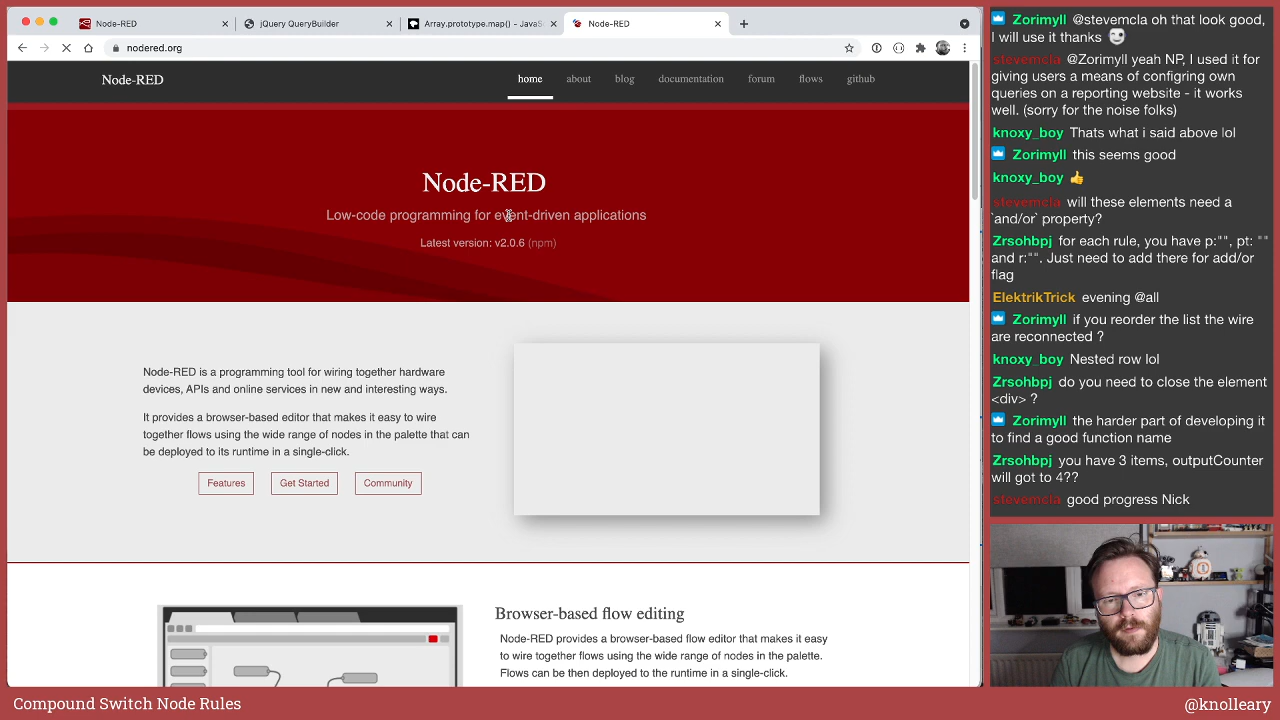 Node-RED
jQuery QueryBuilder
Array.prototype.map() - JavaS
Node-RED
nodered.org
Node-RED
home
about
blog
documentation
forum
flows
github
Node-RED
Low-code programming for event-driven applications
Latest version: v2.0.6 (npm)
Node-RED is a programming tool for wiring together hardware
devices, APIs and online services in new and interesting ways.
It provides a browser-based editor that makes it easy to wire
together flows using the wide range of nodes in the palette that can
be deployed to its runtime in a single-click.
Features
Get Started
Community
Browser-based flow editing
Node-RED provides a browser-based flow editor that makes it easy
to wire together flows using the wide range of nodes in the palette.
Flows can be then deployed to the runtime in a single-click.
Zorimyll @stevemcla oh that look good,
I will use it thanks
stevemcla @Zorimyll yeah NP, I used it for
giving users a means of configring own
queries on a reporting website - it works
well. (sorry for the noise folks)
knoxy_boy Thats what i said above lol
Zorimyll this seems good
knoxy_boy 👍
stevemcla will these elements need a
`and/or` property?
Zrsohbpj for each rule, you have p:"", pt: ""
and r:"". Just need to add there for add/or
flag
ElektrikTrick evening @all
Zorimyll if you reorder the list the wire
are reconnected ?
knoxy_boy Nested row lol
Zrsohbpj do you need to close the element
<div> ?
Zorimyll the harder part of developing it
to find a good function name
Zrsohbpj you have 3 items, outputCounter
will got to 4??
stevemcla good progress Nick
Compound Switch Node Rules
@knolleary